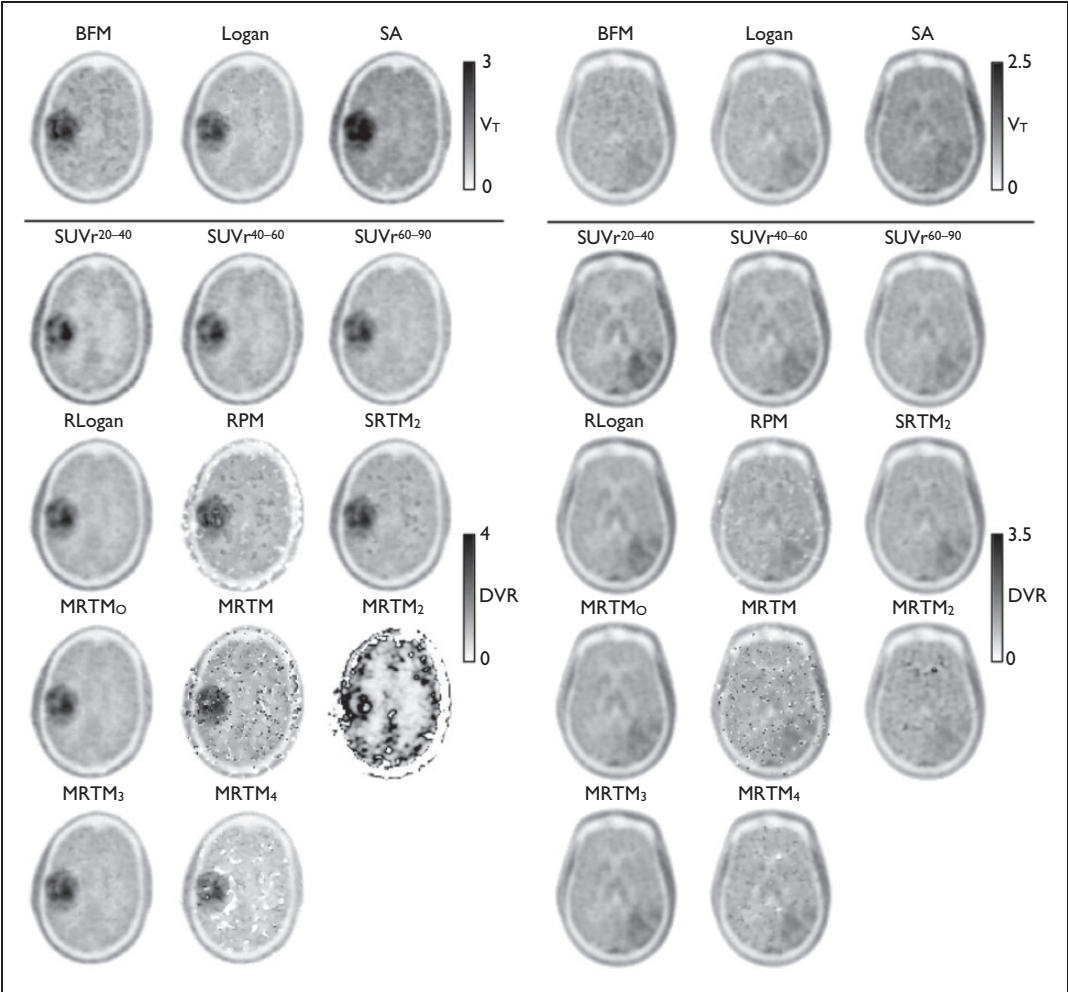 BFM Logan SA BFM Logan SA
3 2.5
V_T V_T
0 0
SUVr²⁰⁻⁴⁰ SUVr⁴⁰⁻⁶⁰ SUVr⁶⁰⁻⁹⁰ SUVr²⁰⁻⁴⁰ SUVr⁴⁰⁻⁶⁰ SUVr⁶⁰⁻⁹⁰
RLogan RPM SRTM₂ RLogan RPM SRTM₂
4 3.5
DVR DVR
MRTMₒ MRTM MRTM₂ MRTMₒ MRTM MRTM₂
0 0
MRTM₃ MRTM₄ MRTM₃ MRTM₄